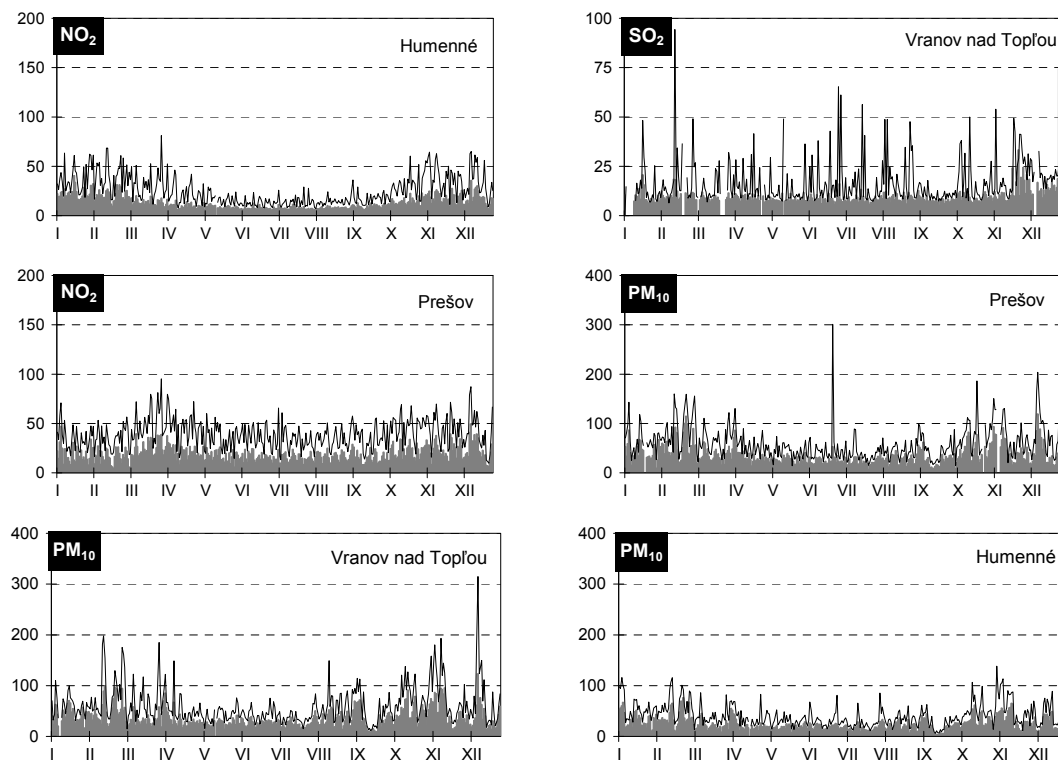 NO₂
Humenné
200
150
100
50
0
I II III IV V VI VII VIII IX X XI XII
SO₂
Vranov nad Topľou
100
75
50
25
0
I II III IV V VI VII VIII IX X XI XII
NO₂
Prešov
200
150
100
50
0
I II III IV V VI VII VIII IX X XI XII
PM₁₀
Prešov
400
300
200
100
0
I II III IV V VI VII VIII IX X XI XII
PM₁₀
Vranov nad Topľou
400
300
200
100
0
I II III IV V VI VII VIII IX X XI XII
PM₁₀
Humenné
400
300
200
100
0
I II III IV V VI VII VIII IX X XI XII